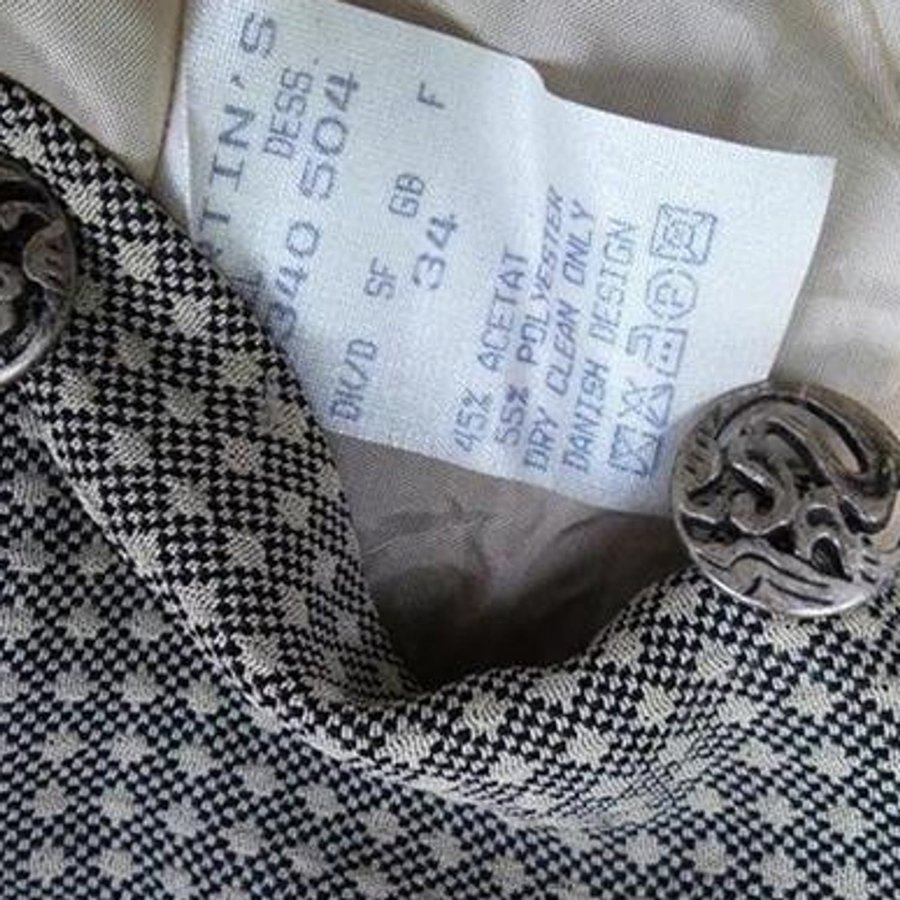 TIN'S
DESS.
340 504
DK/D SF GB F
34
45% ACETAT
55% POLYESTER
DRY CLEAN ONLY
DANISH DESIGN